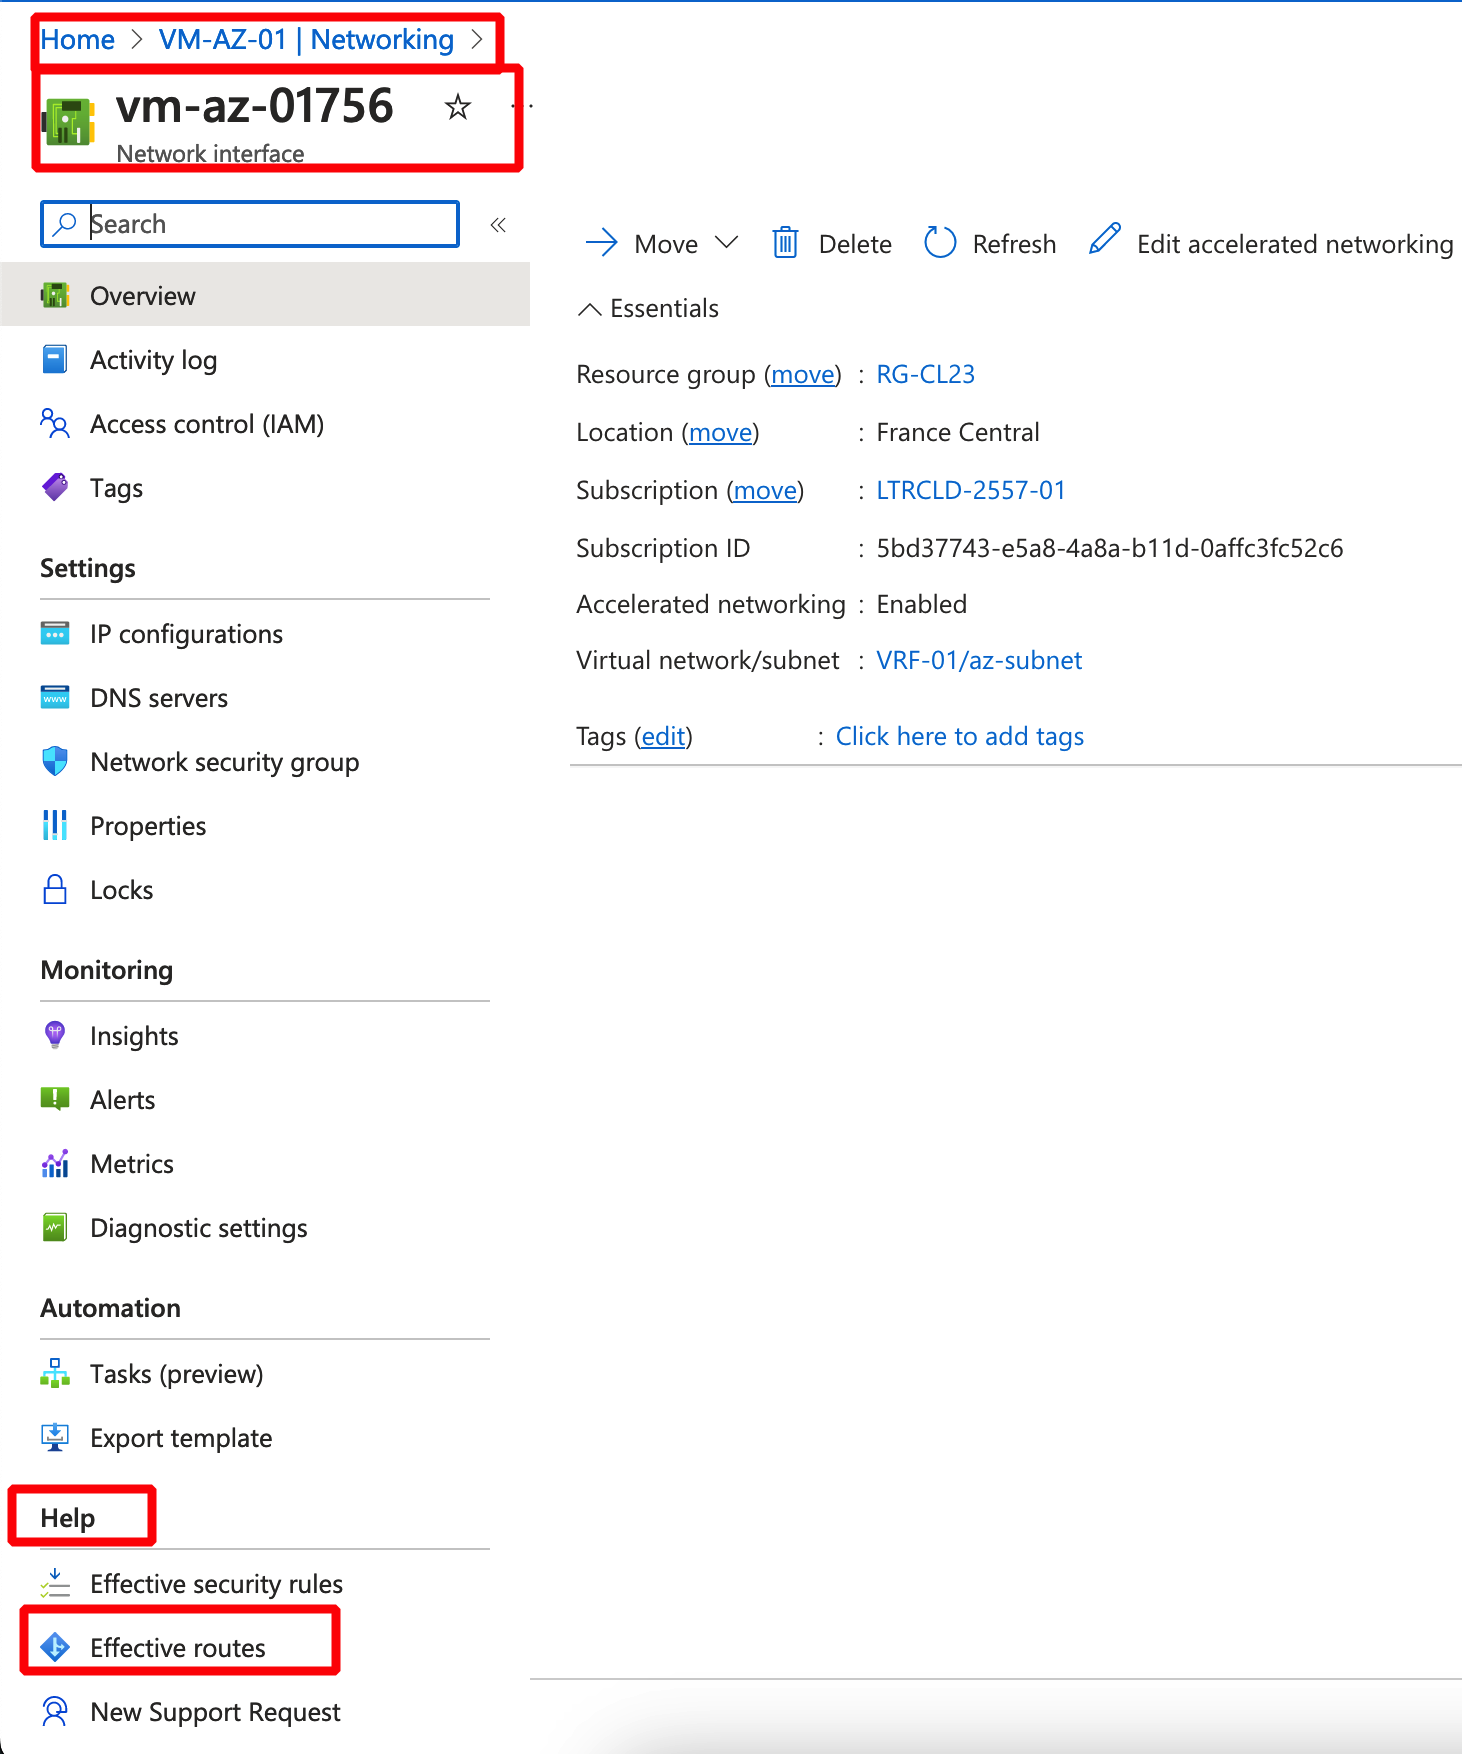 Home > VM-AZ-01 | Networking >
vm-az-01756
Network interface
Search
Overview
Activity log
Access control (IAM)
Tags
Settings
IP configurations
DNS servers
Network security group
Properties
Locks
Monitoring
Insights
Alerts
Metrics
Diagnostic settings
Automation
Tasks (preview)
Export template
Help
Effective security rules
Effective routes
New Support Request
Move Delete Refresh Edit accelerated networking
Essentials
Resource group (move) : RG-CL23
Location (move) : France Central
Subscription (move) : LTRCLD-2557-01
Subscription ID : 5bd37743-e5a8-4a8a-b11d-0affc3fc52c6
Accelerated networking : Enabled
Virtual network/subnet : VRF-01/az-subnet
Tags (edit) : Click here to add tags